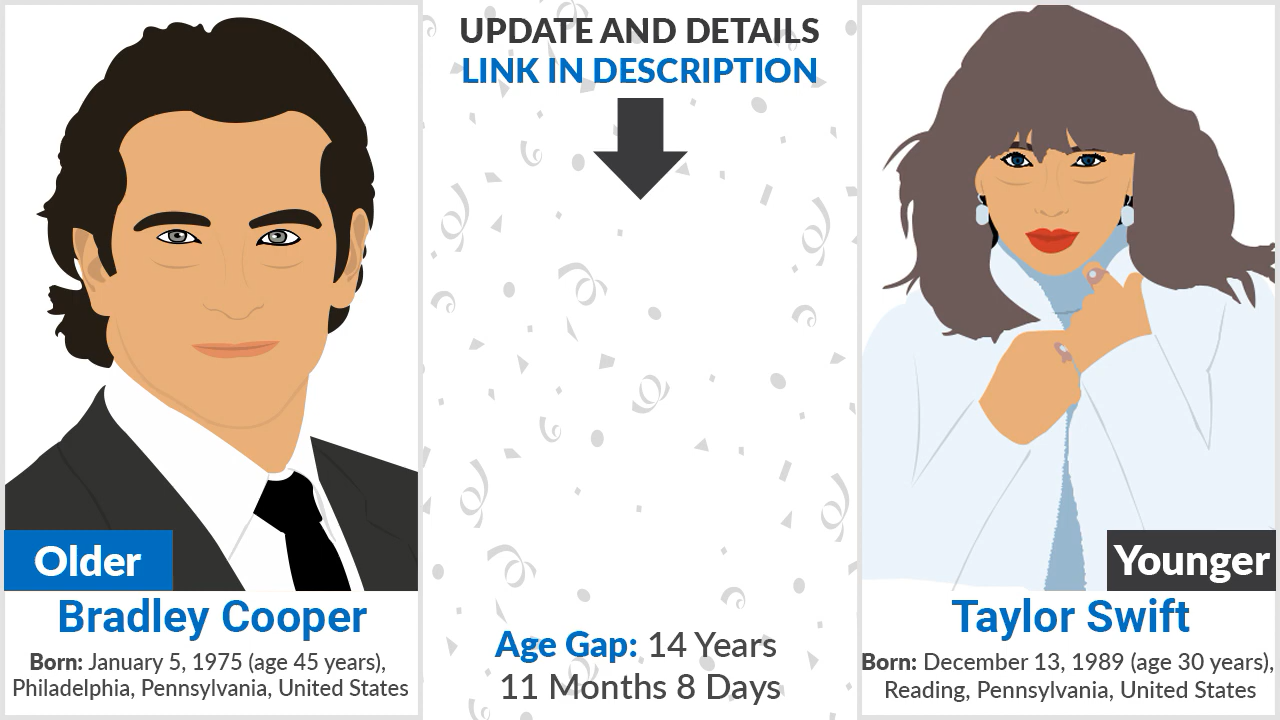 UPDATE AND DETAILS
LINK IN DESCRIPTION
Older
Bradley Cooper
Born: January 5, 1975 (age 45 years),
Philadelphia, Pennsylvania, United States
Age Gap: 14 Years
11 Months 8 Days
Younger
Taylor Swift
Born: December 13, 1989 (age 30 years),
Reading, Pennsylvania, United States